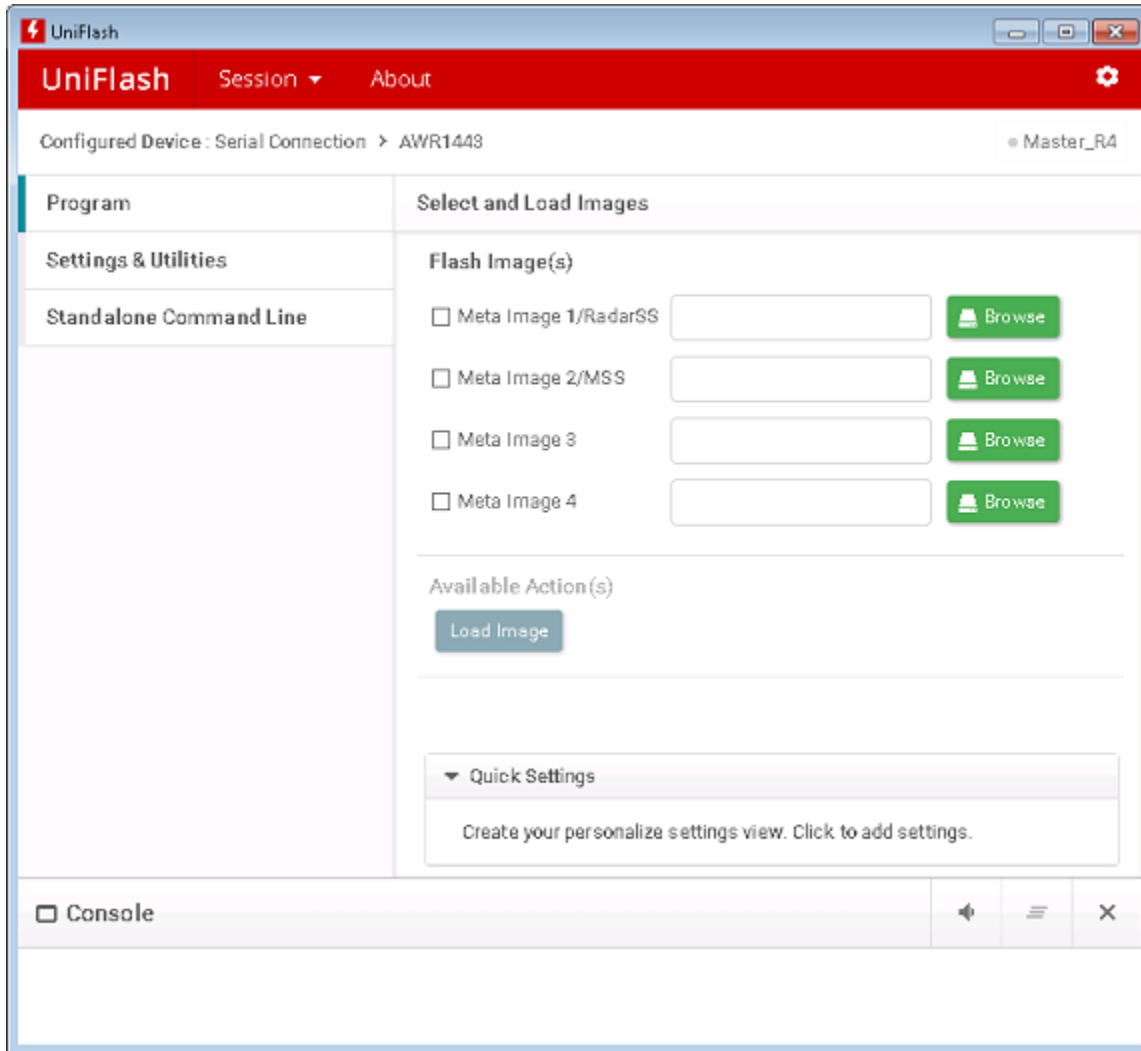 UniFlash
UniFlash Session About
Configured Device : Serial Connection > AWR1443
Master_R4
Program
Settings & Utilities
Standalone Command Line
Select and Load Images
Flash Image(s)
Meta Image 1/RadarSS Browse
Meta Image 2/MSS Browse
Meta Image 3 Browse
Meta Image 4 Browse
Available Action(s)
Load Image
Quick Settings
Create your personalize settings view. Click to add settings.
Console